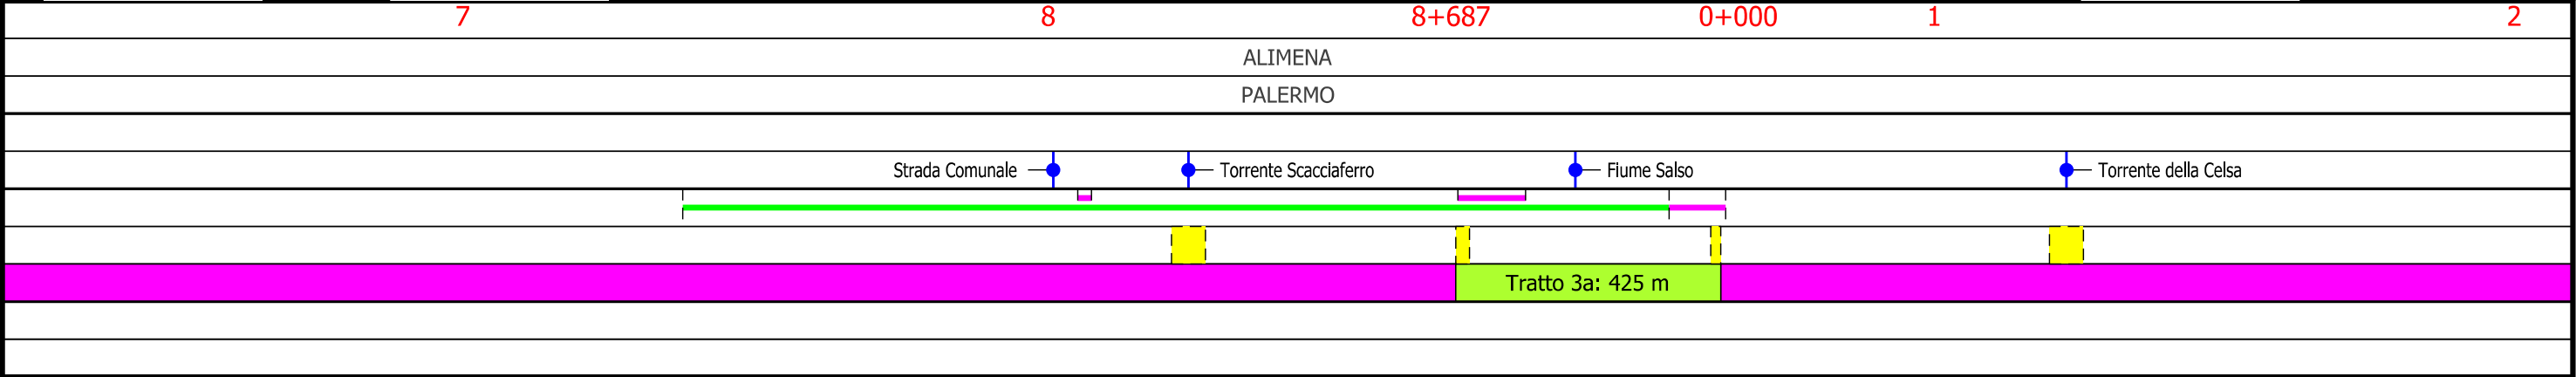 7 8 8+687 0+000 1 2
ALIMENA
PALERMO
Strada Comunale Torrente Scacciaferro Fiume Salso Torrente della Celsa
Tratto 3a: 425 m